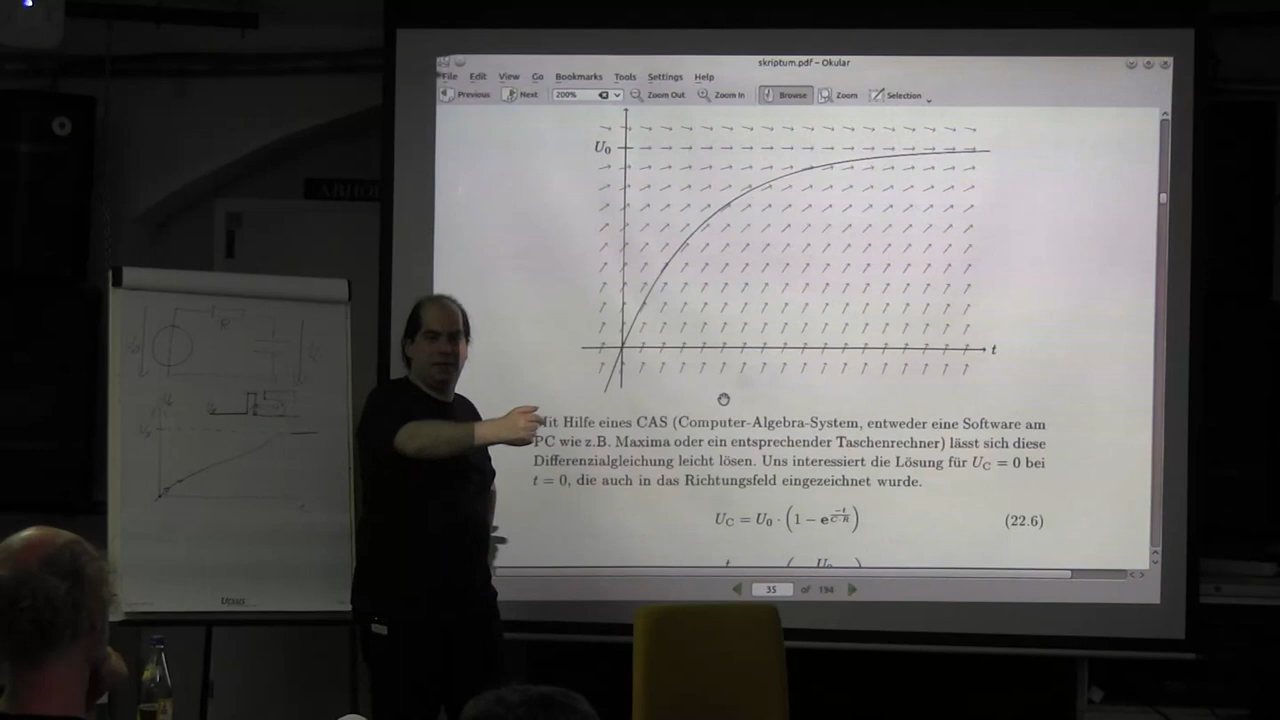 skriptum.pdf – Okular
File Edit View Go Bookmarks Tools Settings Help
Previous Next 200% Zoom Out Zoom In Browse Zoom Selection
U₀
t
Mit Hilfe eines CAS (Computer-Algebra-System, entweder eine Software am
PC wie z.B. Maxima oder ein entsprechender Taschenrechner) lässt sich diese
Differenzialgleichung leicht lösen. Uns interessiert die Lösung für U_C = 0 bei
t = 0, die auch in das Richtungsfeld eingezeichnet wurde.
U_C = U₀ · (1 − e^(−t/(C·R))) (22.6)
35 of 194
R